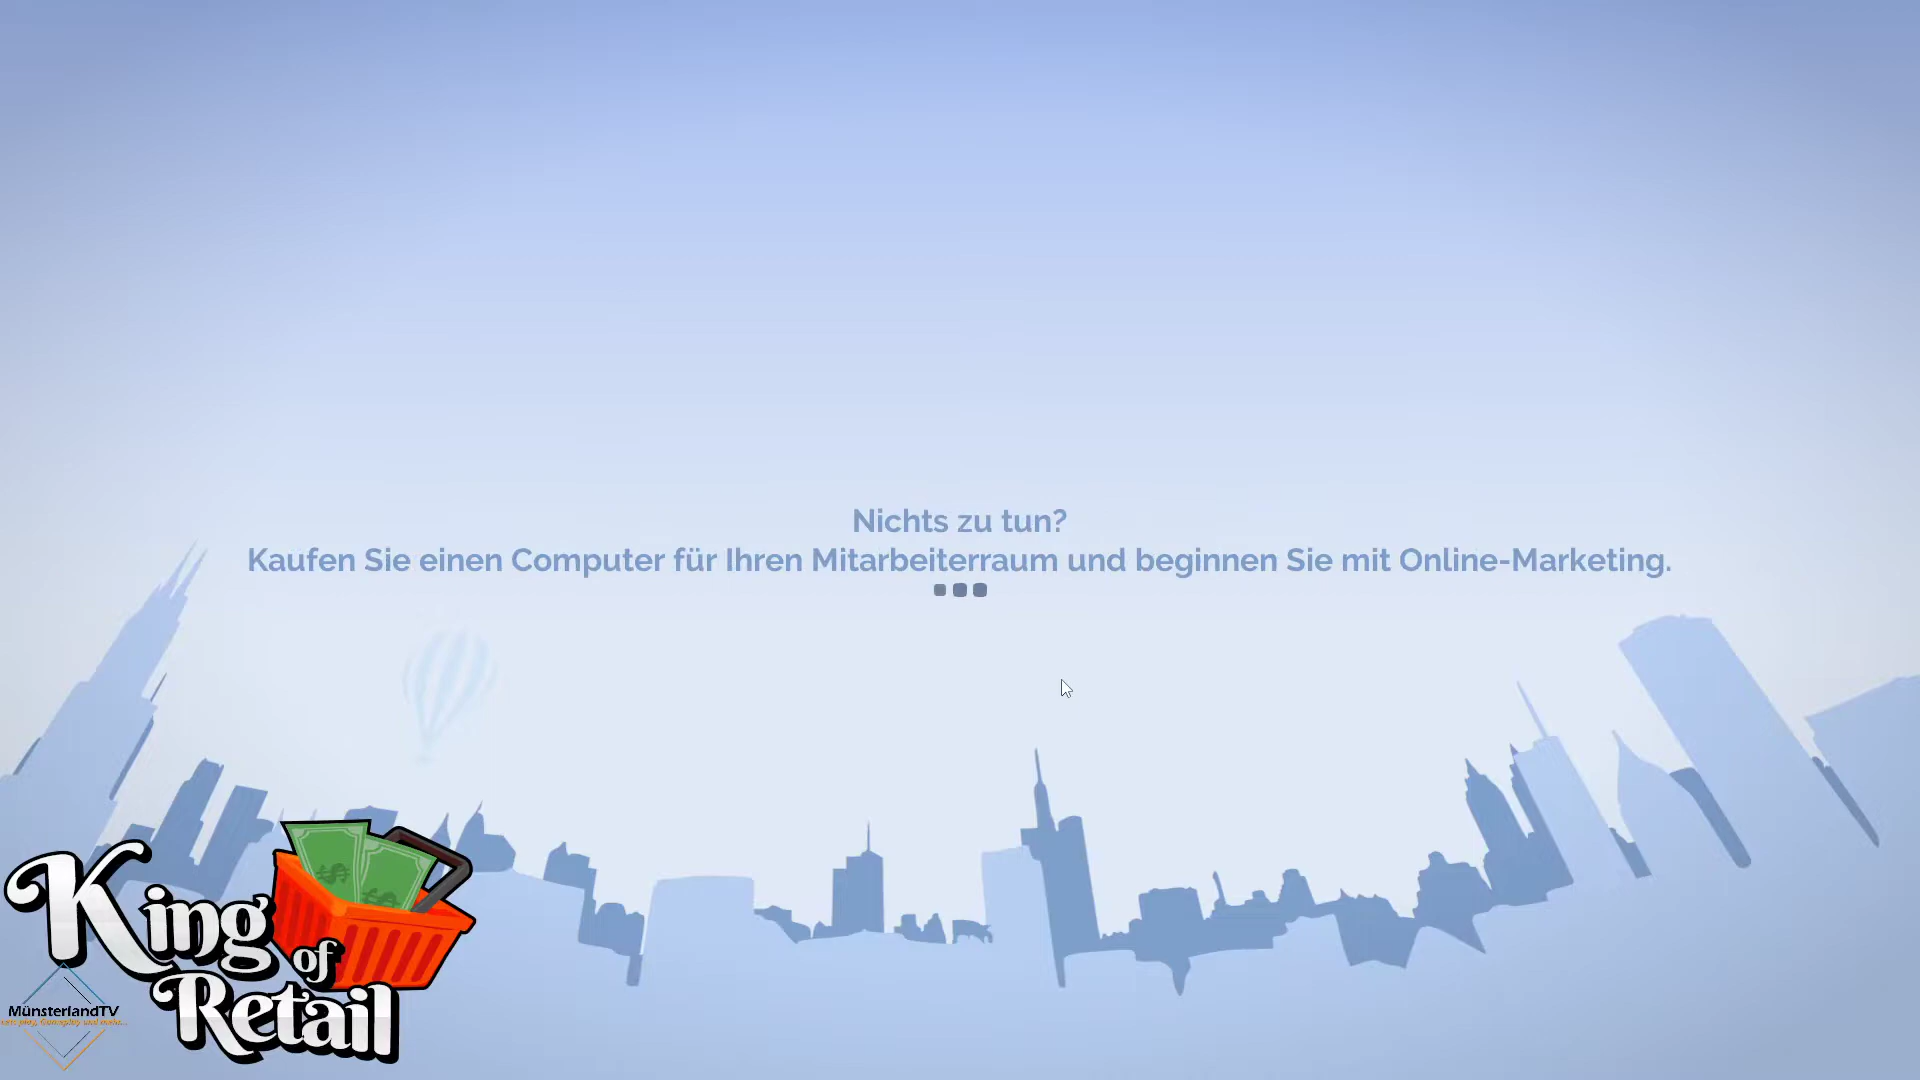 Nichts zu tun?
Kaufen Sie einen Computer für Ihren Mitarbeiterraum und beginnen Sie mit Online-Marketing.
King
of
Retail
MünsterlandTV